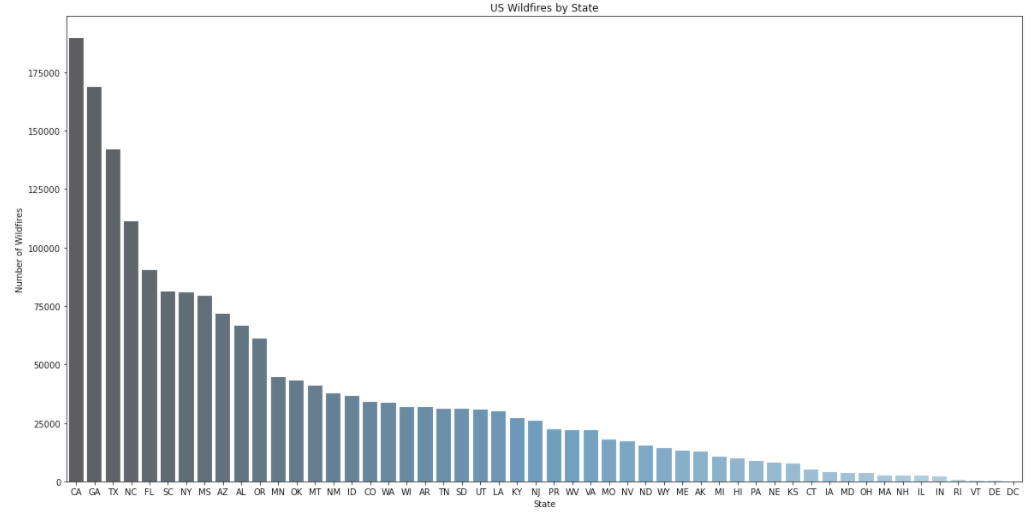 US Wildfires by State
Number of Wildfires
175000
150000
125000
100000
75000
50000
25000
0
CA GA TX NC FL SC NY MS AZ AL OR MN OK MT NM ID CO WA WI AR TN SD UT LA KY NJ PR WV VA MO NV ND WY ME AK MI HI PA NE KS CT IA MD OH MA NH IL IN RI VT DE DC
State